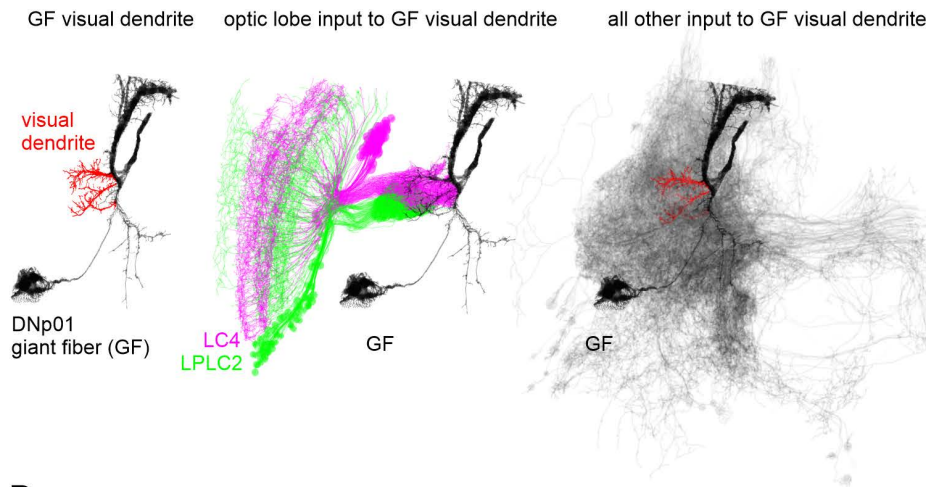 GF visual dendrite
optic lobe input to GF visual dendrite
all other input to GF visual dendrite
visual
dendrite
DNp01
giant fiber (GF)
LC4
LPLC2
GF
GF